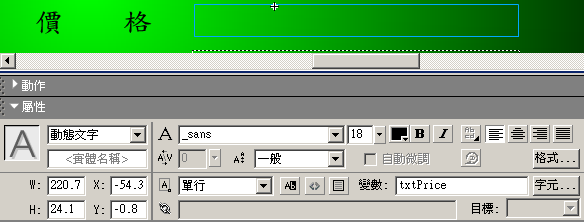 價 格
動作
屬性
A 動態文字 A _sans 18 B I
<實體名稱> A/V 0 一般 自動微調 格式...
W: 220.7 X: -54.3 單行 變數: txtPrice 字元...
H: 24.1 Y: -0.8 目標: